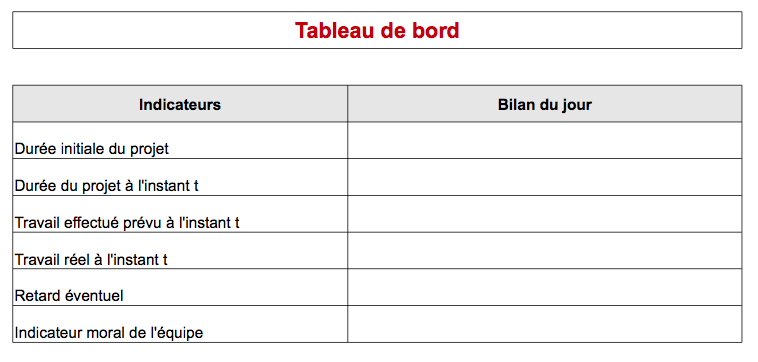 Tableau de bord
Indicateurs Bilan du jour
Durée initiale du projet
Durée du projet à l'instant t
Travail effectué prévu à l'instant t
Travail réel à l'instant t
Retard éventuel
Indicateur moral de l'équipe